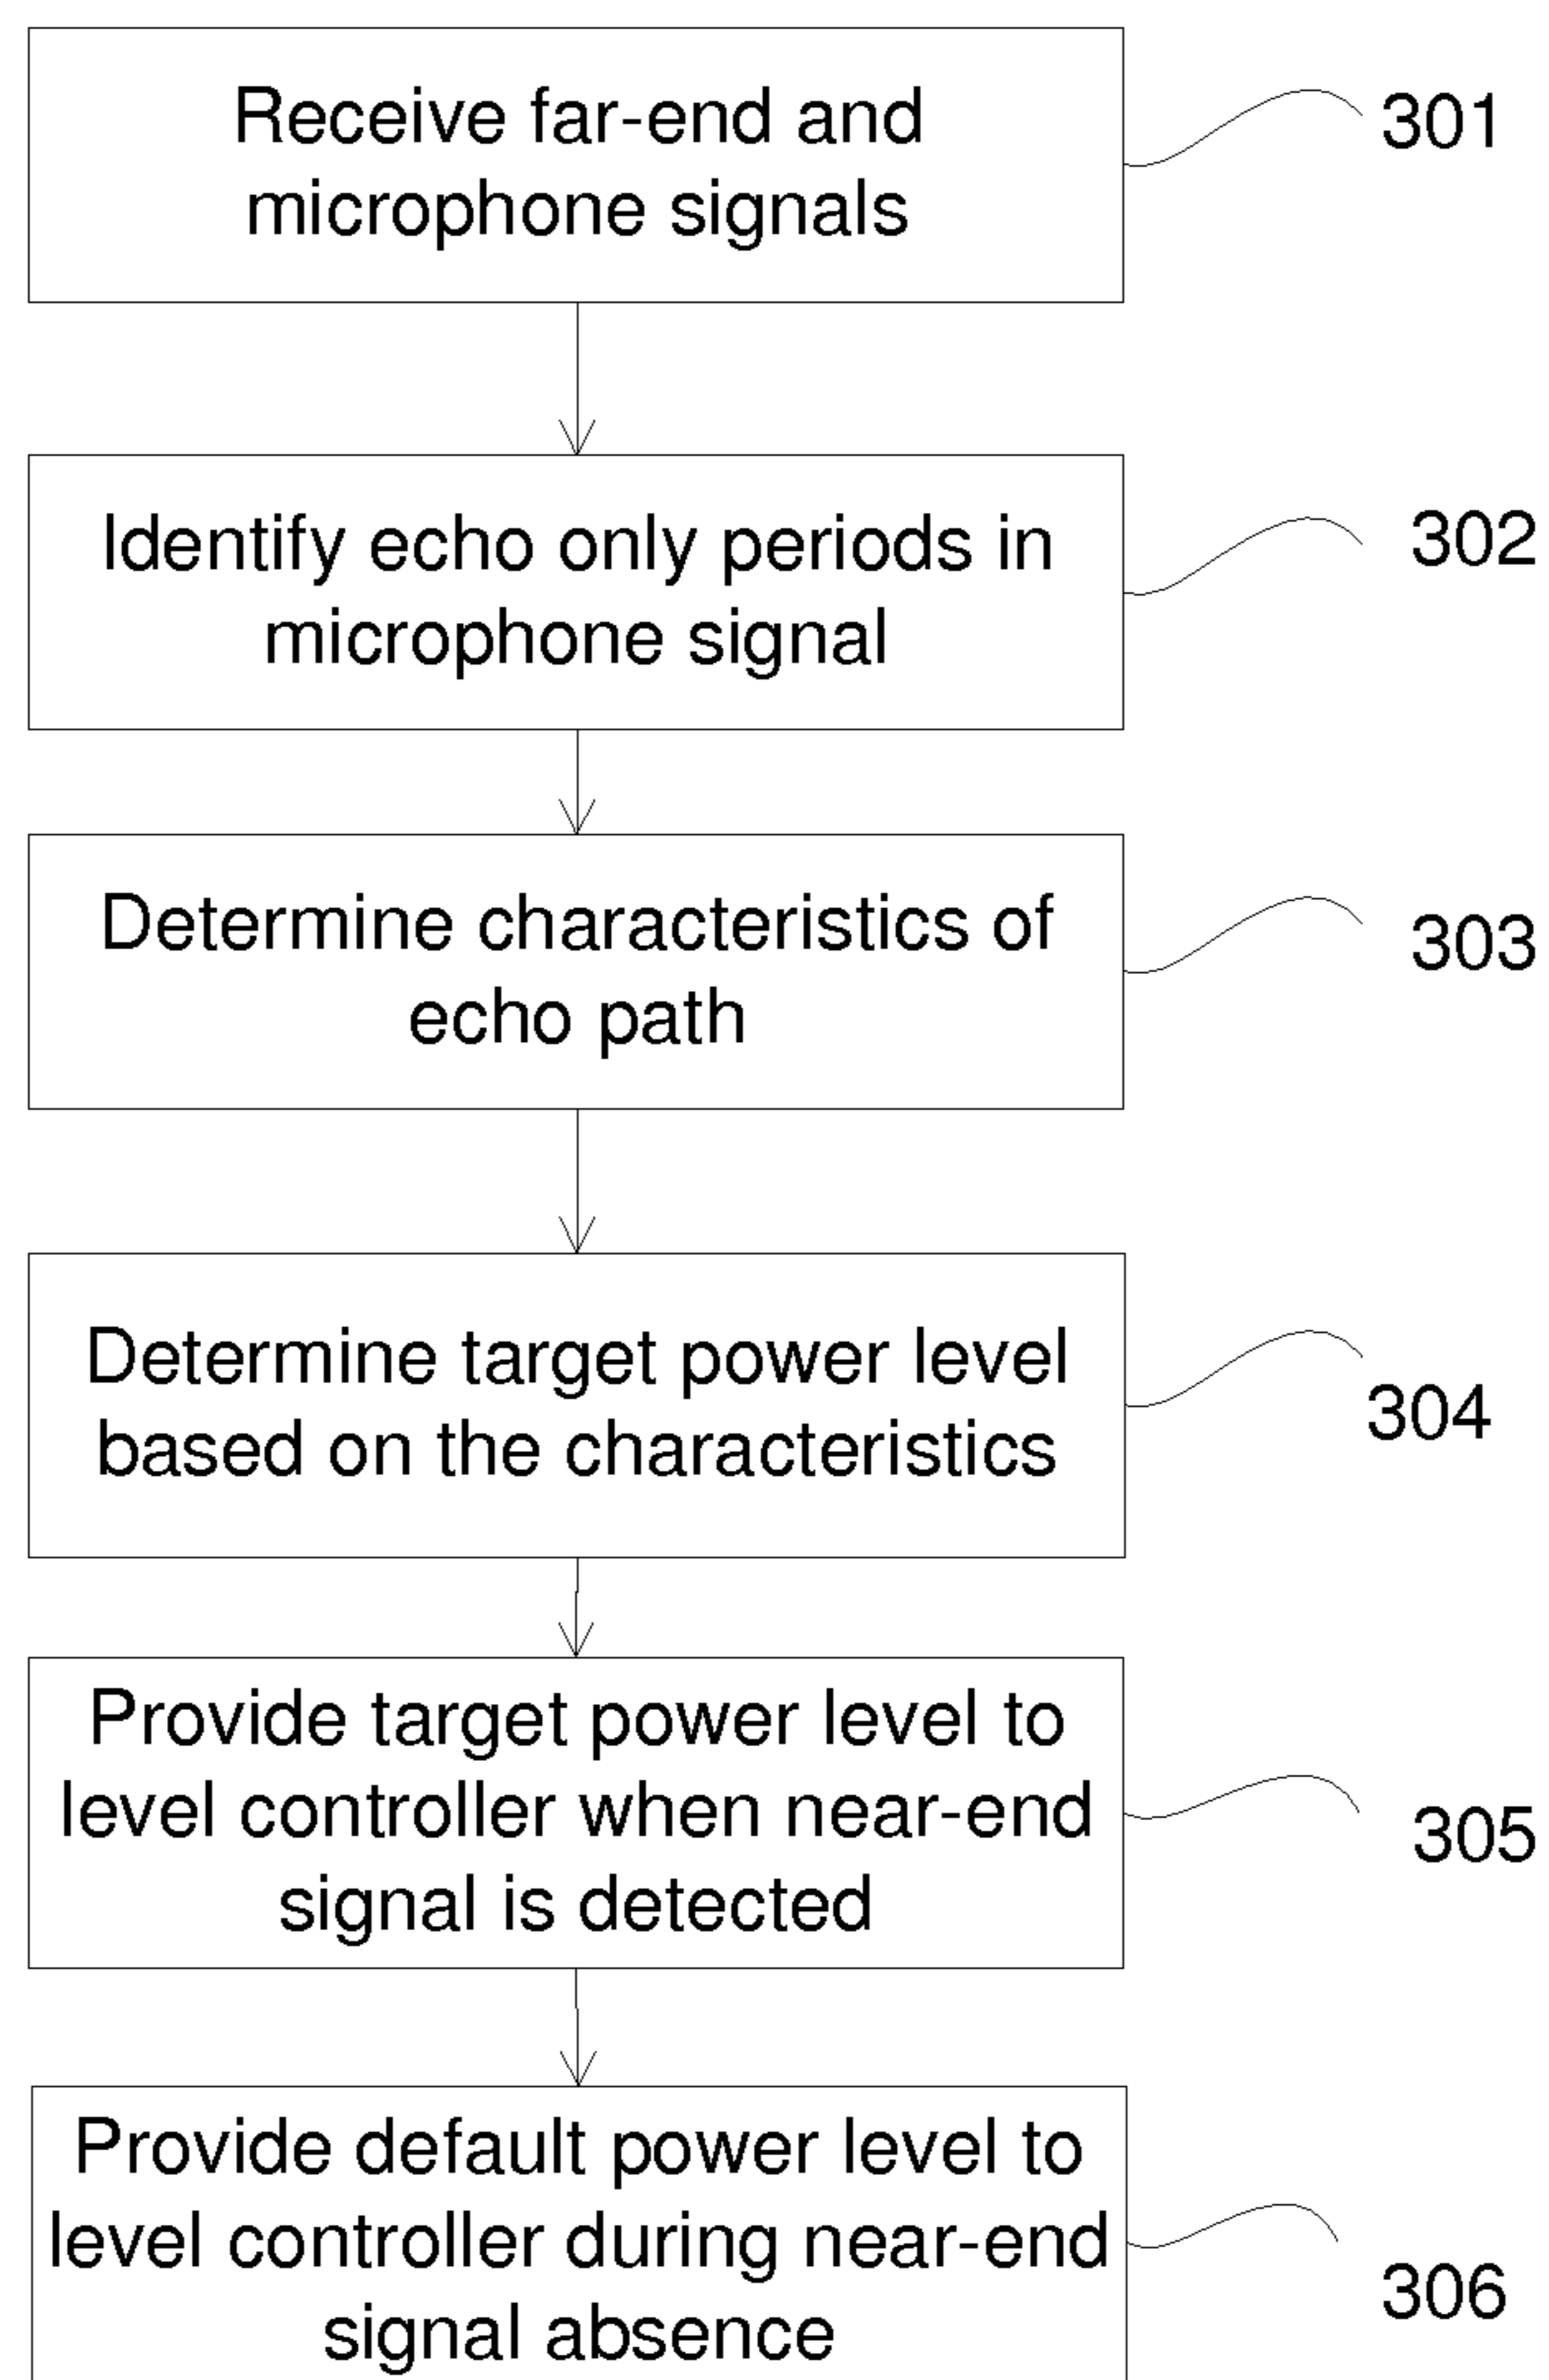 Receive far-end and
microphone signals
301
Identify echo only periods in
microphone signal
302
Determine characteristics of
echo path
303
Determine target power level
based on the characteristics
304
Provide target power level to
level controller when near-end
signal is detected
305
Provide default power level to
level controller during near-end
signal absence
306